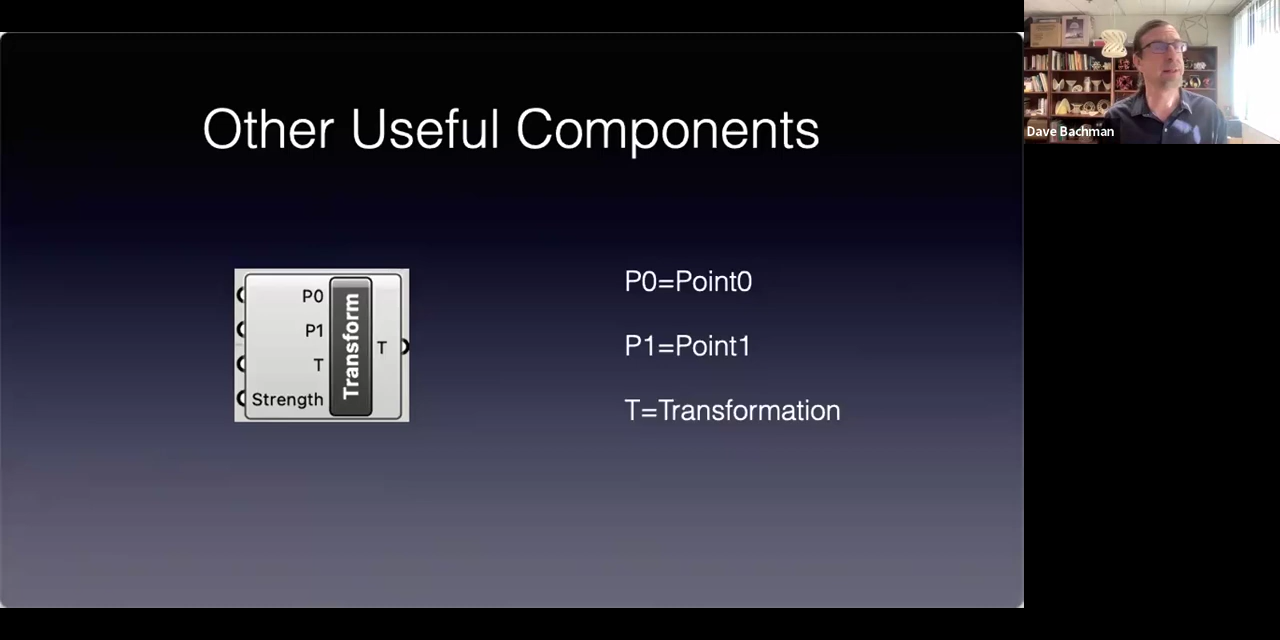 Other Useful Components
P0
P1
T
Strength
Transform
T
P0=Point0
P1=Point1
T=Transformation
Dave Bachman